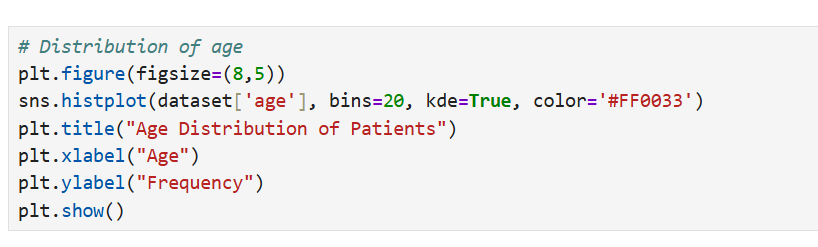 # Distribution of age
plt.figure(figsize=(8,5))
sns.histplot(dataset['age'], bins=20, kde=True, color='#FF0033')
plt.title("Age Distribution of Patients")
plt.xlabel("Age")
plt.ylabel("Frequency")
plt.show()